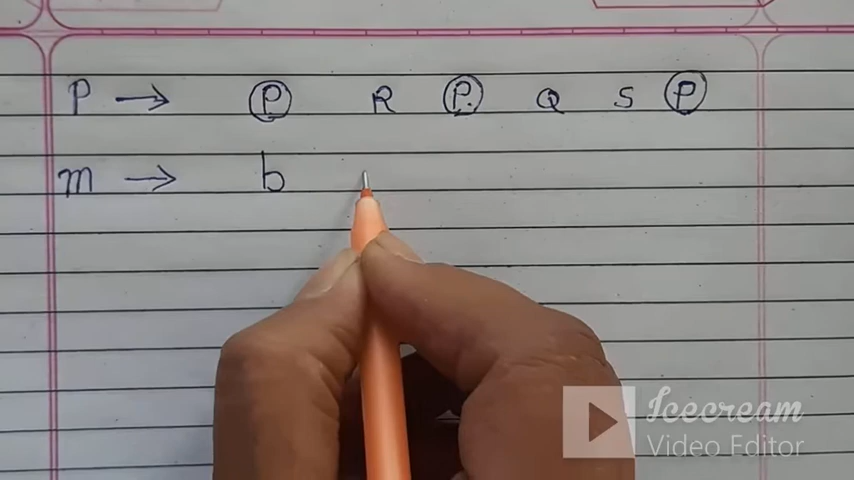 P → P R P Q S P
m → b
Icecream
Video Editor